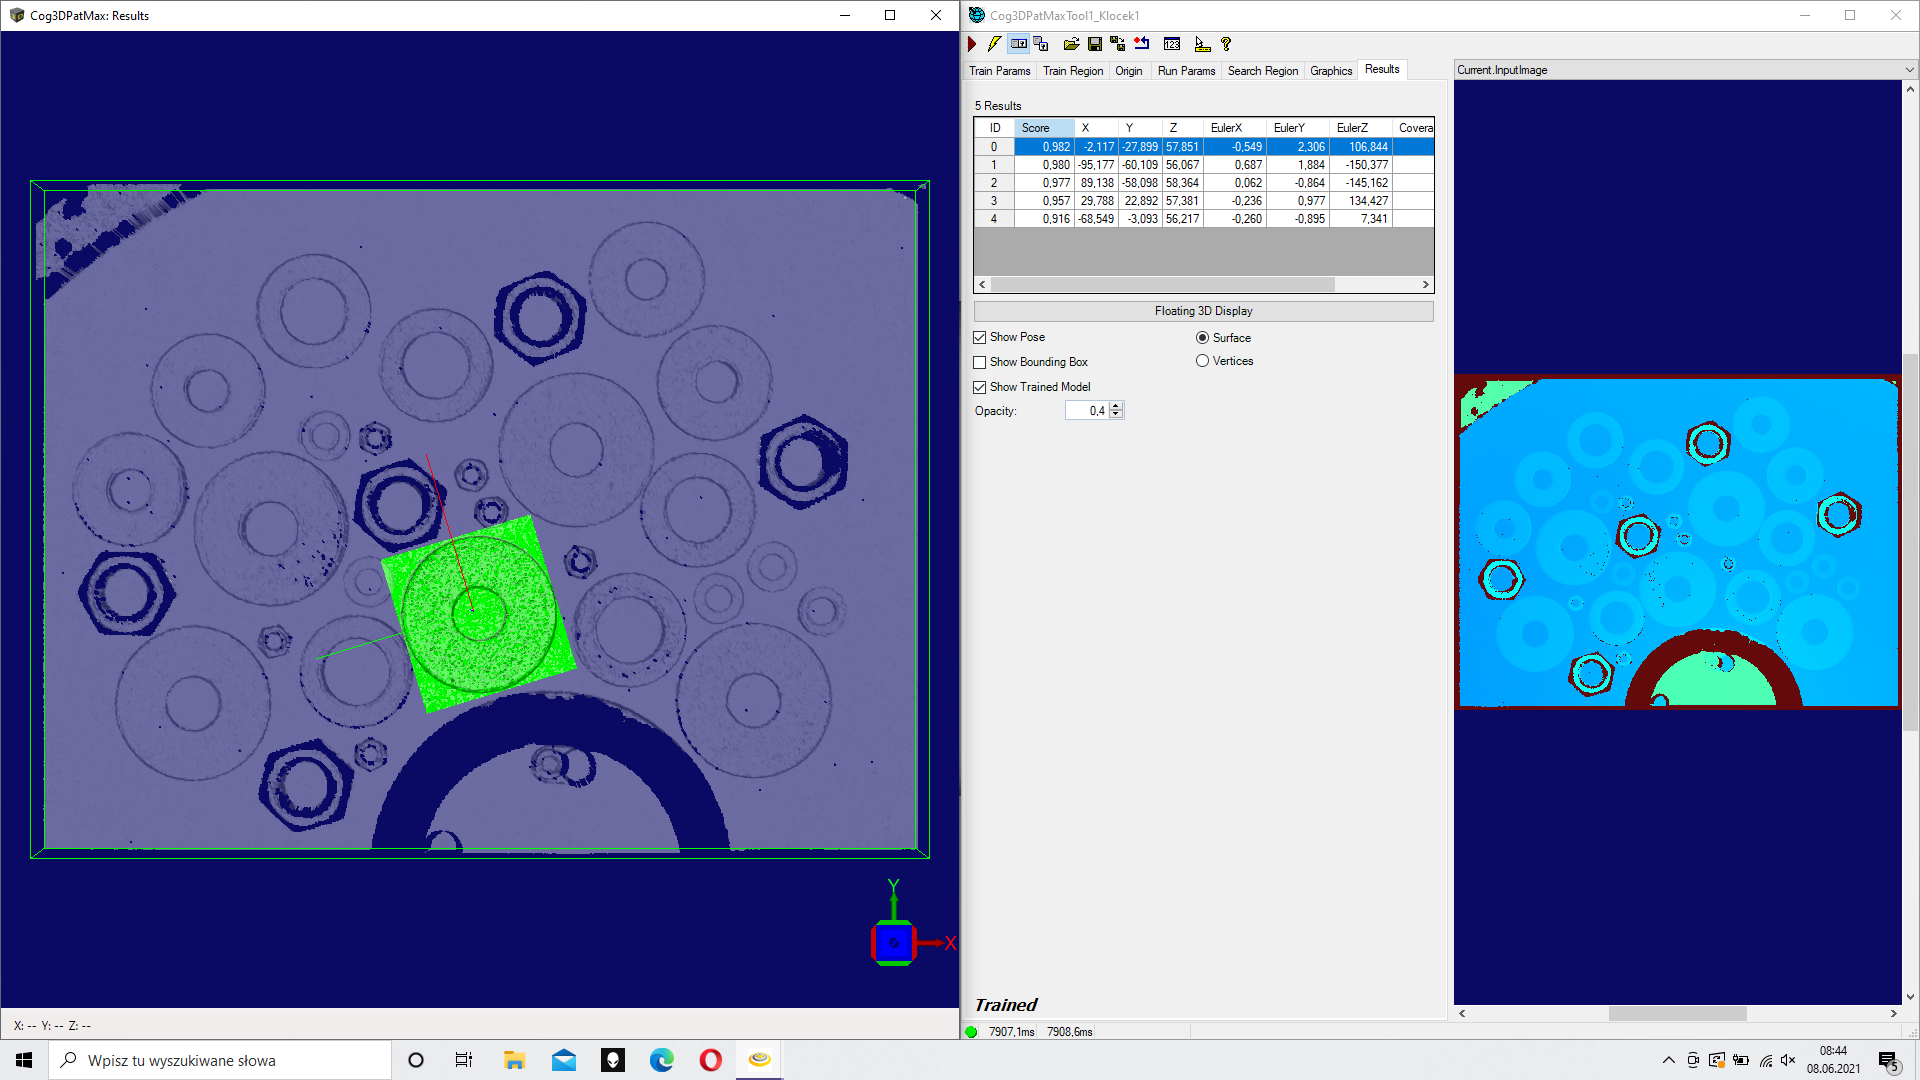 Cog3DPatMax: Results
Y
X
X: -- Y: -- Z: --
Cog3DPatMaxTool1_Klocek1
123
Train Params Train Region Origin Run Params Search Region Graphics Results
5 Results
ID Score X Y Z EulerX EulerY EulerZ Covera
0 0,982 -2,117 -27,899 57,851 -0,549 2,306 106,844
1 0,980 -95,177 -60,109 56,067 0,687 1,884 -150,377
2 0,977 89,138 -58,098 58,364 0,062 -0,864 -145,162
3 0,957 29,788 22,892 57,381 -0,236 0,977 134,427
4 0,916 -68,549 -3,093 56,217 -0,260 -0,895 7,341
Floating 3D Display
Show Pose Surface
Show Bounding Box Vertices
Show Trained Model
Opacity: 0,4
Trained
7907,1ms 7908,6ms
Current.InputImage
Wpisz tu wyszukiwane słowa
08:44
08.06.2021
5